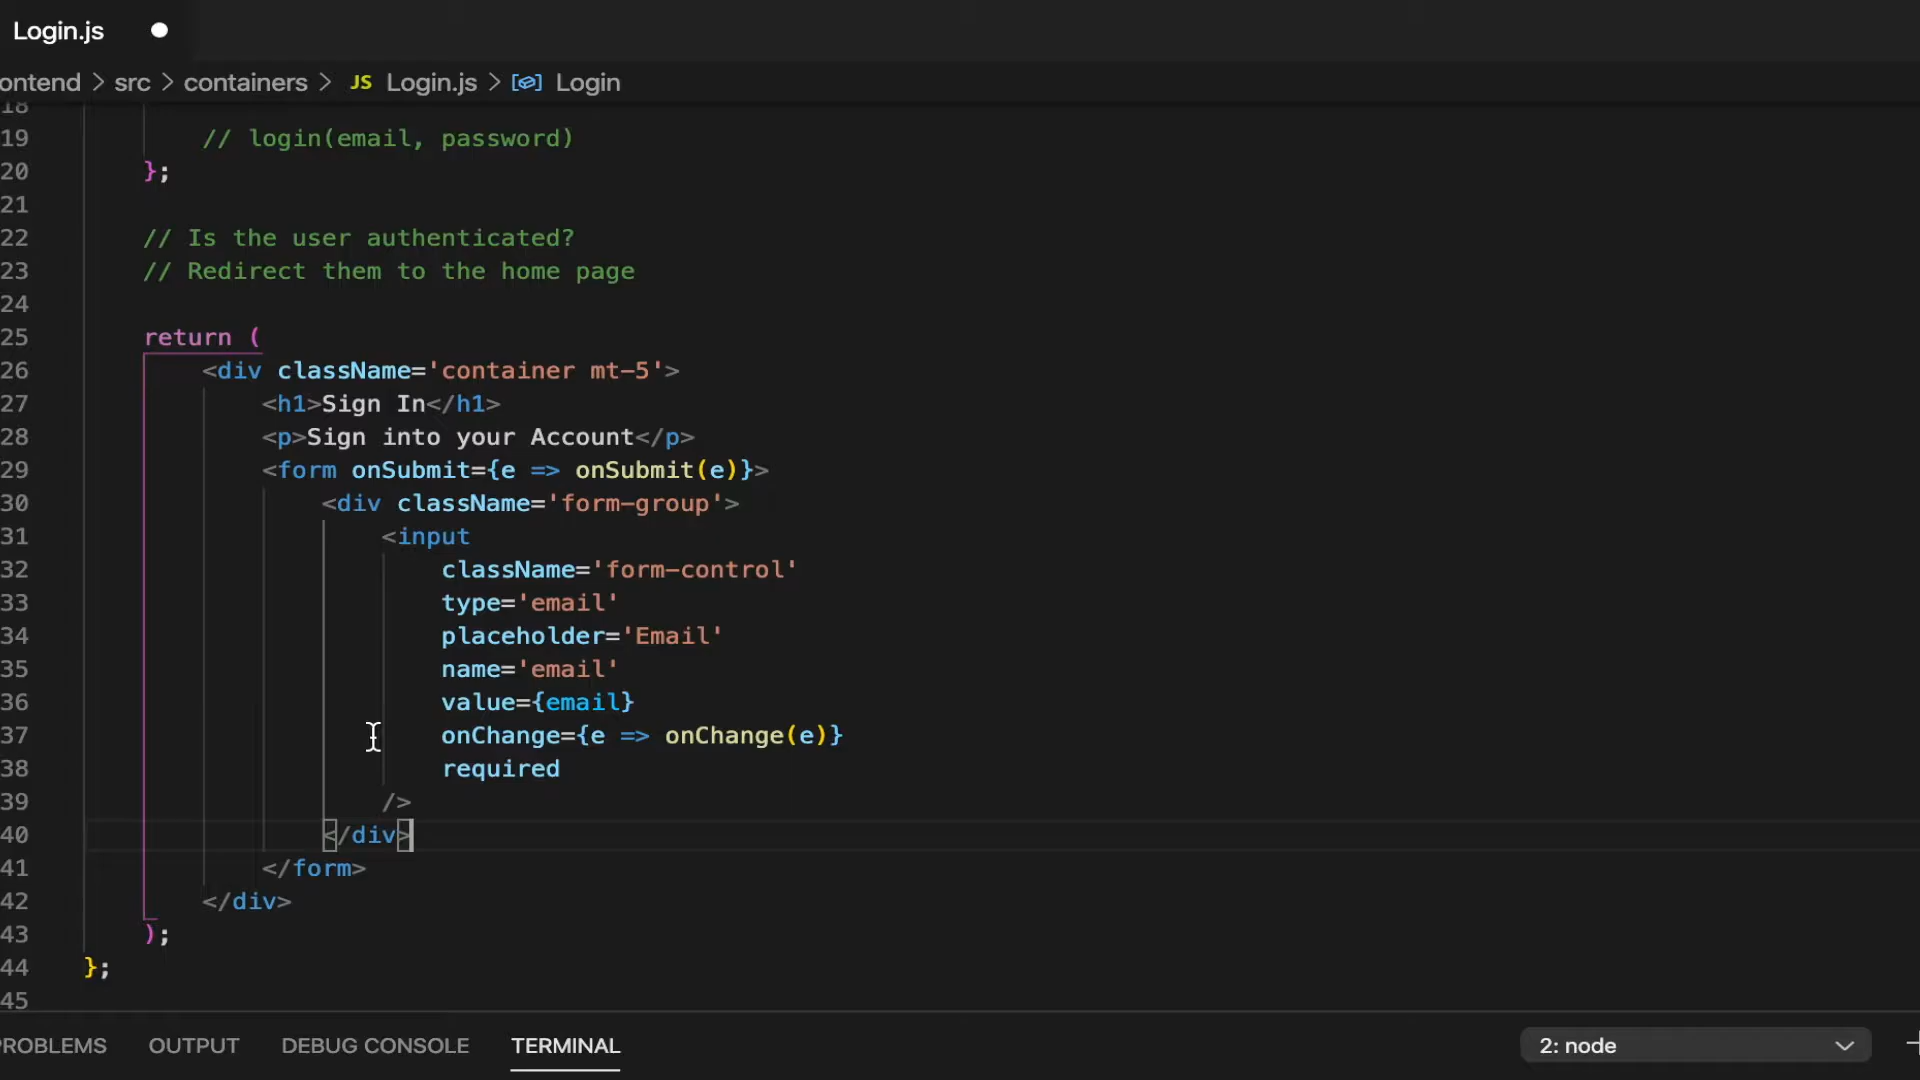 Login.js
ontend > src > containers > JS Login.js > Login
18
19 // login(email, password)
20 };
21
22 // Is the user authenticated?
23 // Redirect them to the home page
24
25 return (
26 <div className='container mt-5'>
27 <h1>Sign In</h1>
28 <p>Sign into your Account</p>
29 <form onSubmit={e => onSubmit(e)}>
30 <div className='form-group'>
31 <input
32 className='form-control'
33 type='email'
34 placeholder='Email'
35 name='email'
36 value={email}
37 onChange={e => onChange(e)}
38 required
39 />
40 </div>
41 </form>
42 </div>
43 );
44 };
45
PROBLEMS OUTPUT DEBUG CONSOLE TERMINAL 2: node